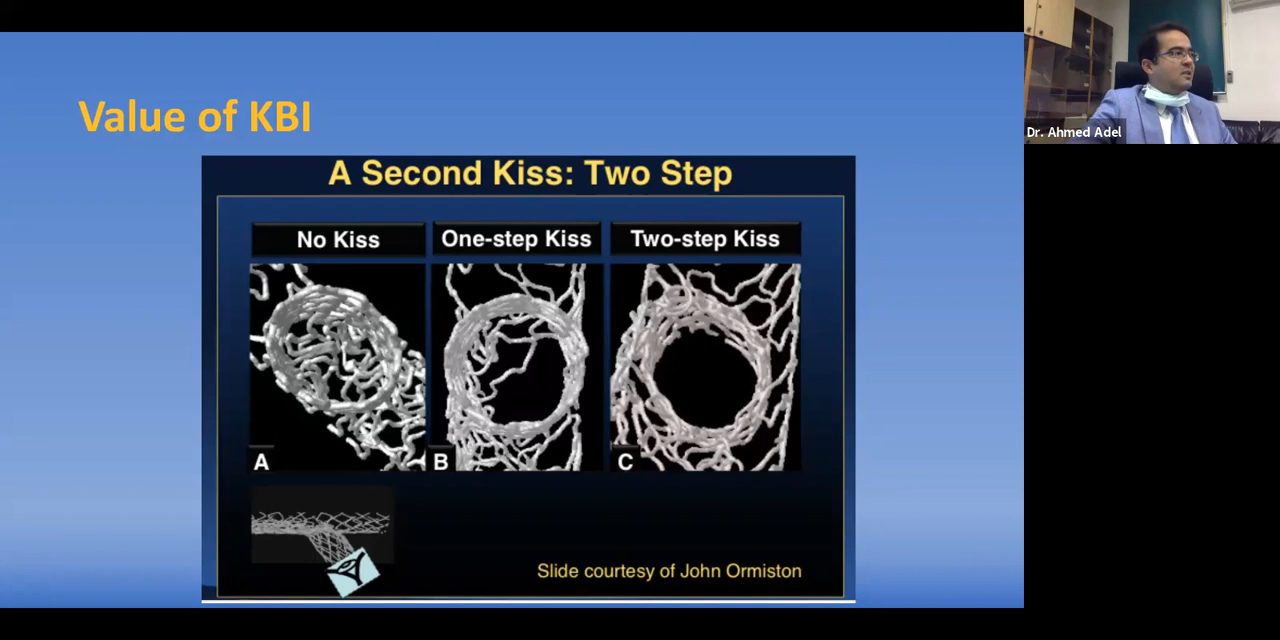 Value of KBI
A Second Kiss: Two Step
No Kiss
One-step Kiss
Two-step Kiss
A
B
C
Slide courtesy of John Ormiston
Dr. Ahmed Adel